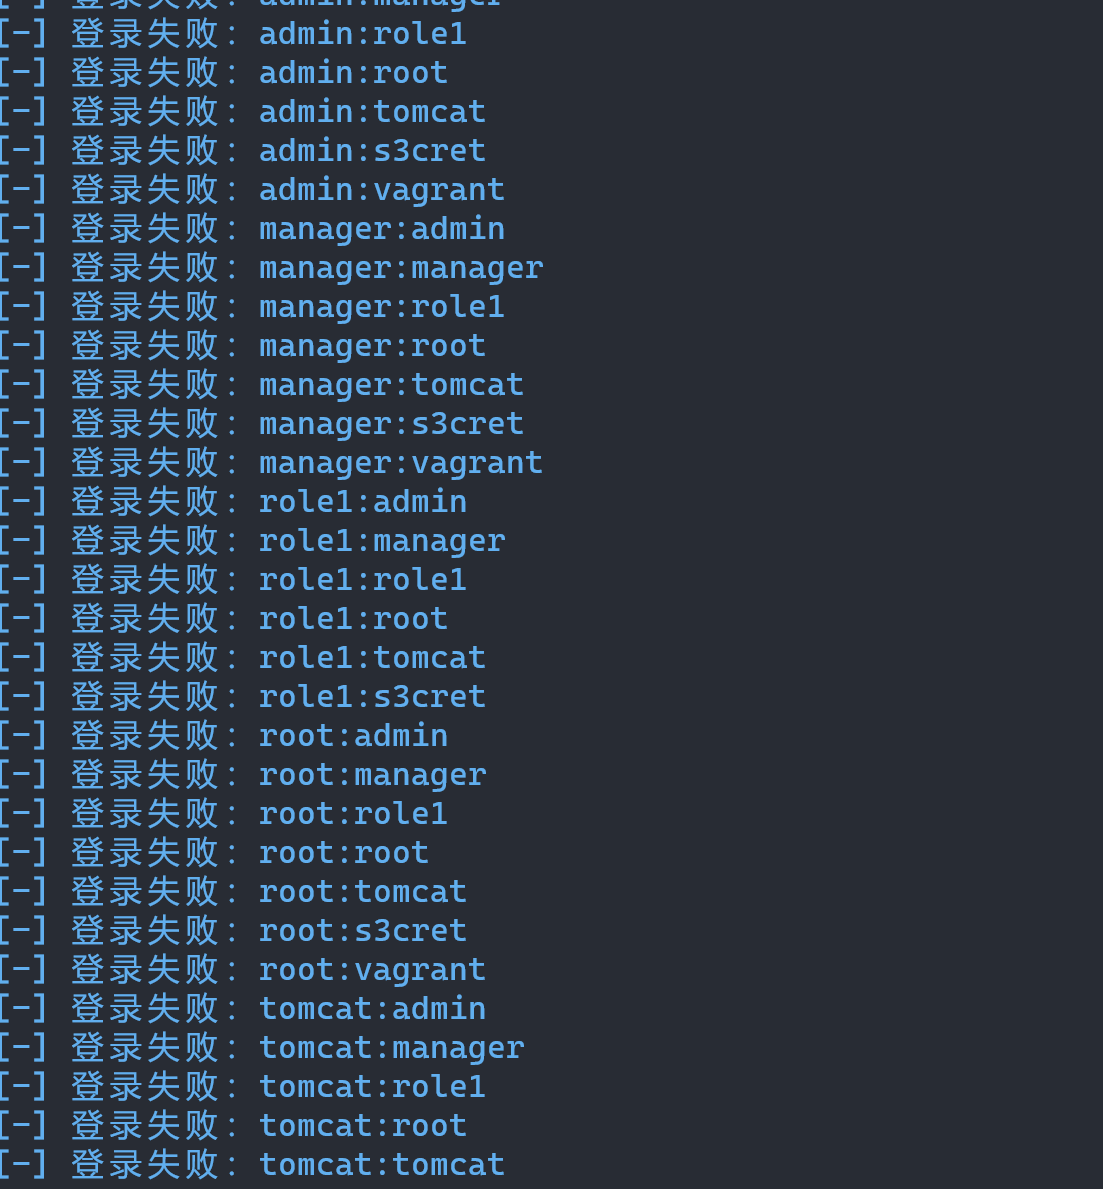 [-] 登录失败: admin:manager
[-] 登录失败: admin:role1
[-] 登录失败: admin:root
[-] 登录失败: admin:tomcat
[-] 登录失败: admin:s3cret
[-] 登录失败: admin:vagrant
[-] 登录失败: manager:admin
[-] 登录失败: manager:manager
[-] 登录失败: manager:role1
[-] 登录失败: manager:root
[-] 登录失败: manager:tomcat
[-] 登录失败: manager:s3cret
[-] 登录失败: manager:vagrant
[-] 登录失败: role1:admin
[-] 登录失败: role1:manager
[-] 登录失败: role1:role1
[-] 登录失败: role1:root
[-] 登录失败: role1:tomcat
[-] 登录失败: role1:s3cret
[-] 登录失败: root:admin
[-] 登录失败: root:manager
[-] 登录失败: root:role1
[-] 登录失败: root:root
[-] 登录失败: root:tomcat
[-] 登录失败: root:s3cret
[-] 登录失败: root:vagrant
[-] 登录失败: tomcat:admin
[-] 登录失败: tomcat:manager
[-] 登录失败: tomcat:role1
[-] 登录失败: tomcat:root
[-] 登录失败: tomcat:tomcat